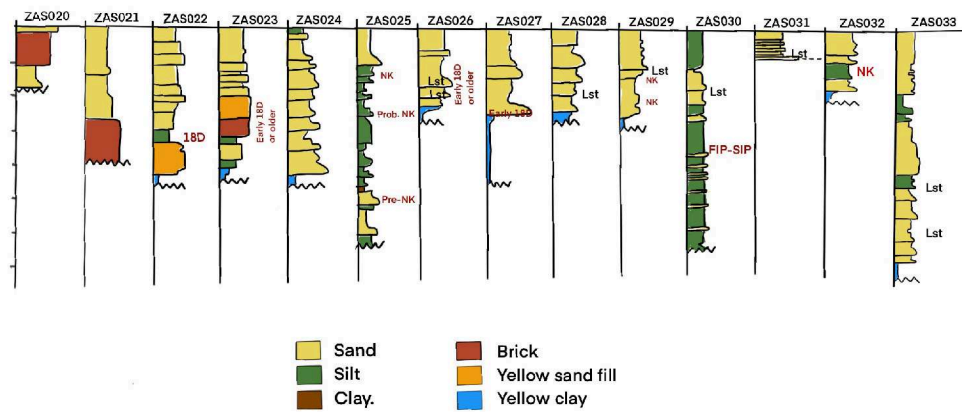 ZAS020 ZAS021 ZAS022 ZAS023 ZAS024 ZAS025 ZAS026 ZAS027 ZAS028 ZAS029 ZAS030 ZAS031 ZAS032 ZAS033
18D
Early 18D
or older
NK
Prob. NK
Pre-NK
Lst
Lst
Early 18D
or older
Early 18D
Lst
Lst
NK
NK
Lst
FIP-SIP
Lst
NK
Lst
Lst
Sand
Silt
Clay.
Brick
Yellow sand fill
Yellow clay